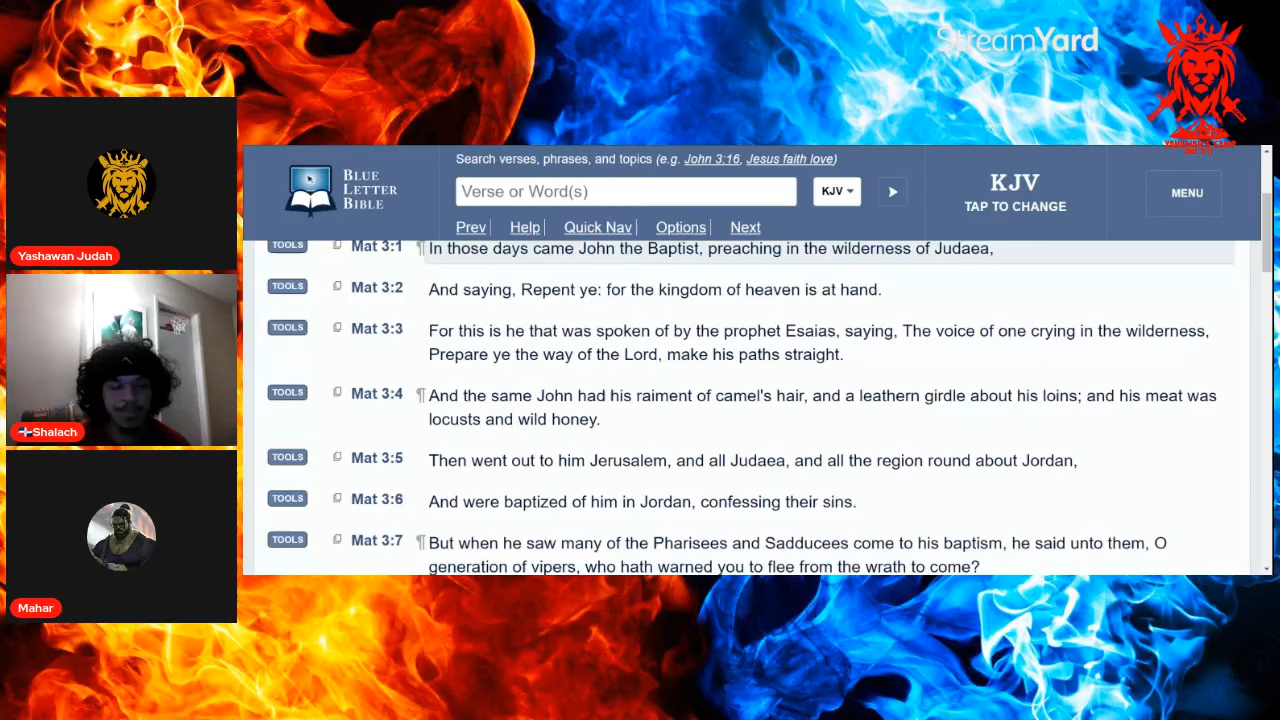 StreamYard
YAHAWAH'S CAMP
Yashawan Judah
Shalach
Mahar
BLUE
LETTER
BIBLE
Search verses, phrases, and topics (e.g. John 3:16, Jesus faith love)
Verse or Word(s)
KJV
KJV
TAP TO CHANGE
MENU
Prev Help Quick Nav Options Next
TOOLS Mat 3:1 ¶ In those days came John the Baptist, preaching in the wilderness of Judaea,
TOOLS Mat 3:2 And saying, Repent ye: for the kingdom of heaven is at hand.
TOOLS Mat 3:3 For this is he that was spoken of by the prophet Esaias, saying, The voice of one crying in the wilderness,
Prepare ye the way of the Lord, make his paths straight.
TOOLS Mat 3:4 ¶ And the same John had his raiment of camel's hair, and a leathern girdle about his loins; and his meat was
locusts and wild honey.
TOOLS Mat 3:5 Then went out to him Jerusalem, and all Judaea, and all the region round about Jordan,
TOOLS Mat 3:6 And were baptized of him in Jordan, confessing their sins.
TOOLS Mat 3:7 ¶ But when he saw many of the Pharisees and Sadducees come to his baptism, he said unto them, O
generation of vipers, who hath warned you to flee from the wrath to come?